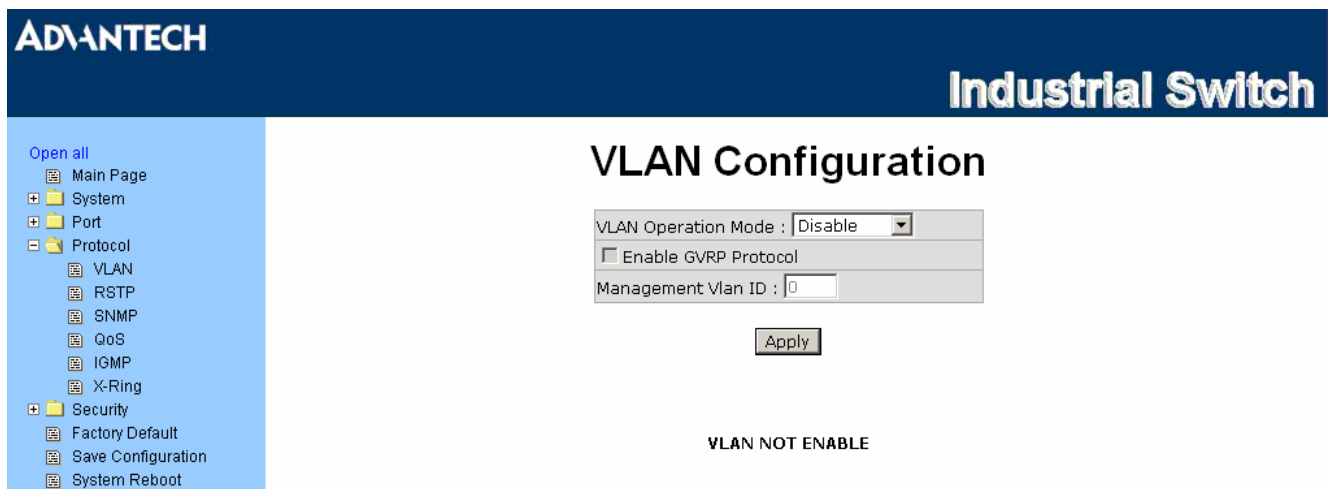 ADVANTECH
Industrial Switch
Open all
Main Page
System
Port
Protocol
VLAN
RSTP
SNMP
QoS
IGMP
X-Ring
Security
Factory Default
Save Configuration
System Reboot
VLAN Configuration
VLAN Operation Mode : Disable
Enable GVRP Protocol
Management Vlan ID : 0
Apply
VLAN NOT ENABLE